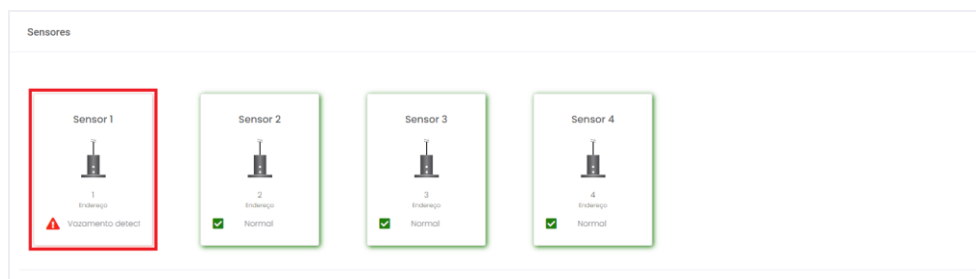 Sensores
Sensor 1
1
Endereço
Vazamento detect
Sensor 2
2
Endereço
Normal
Sensor 3
3
Endereço
Normal
Sensor 4
4
Endereço
Normal